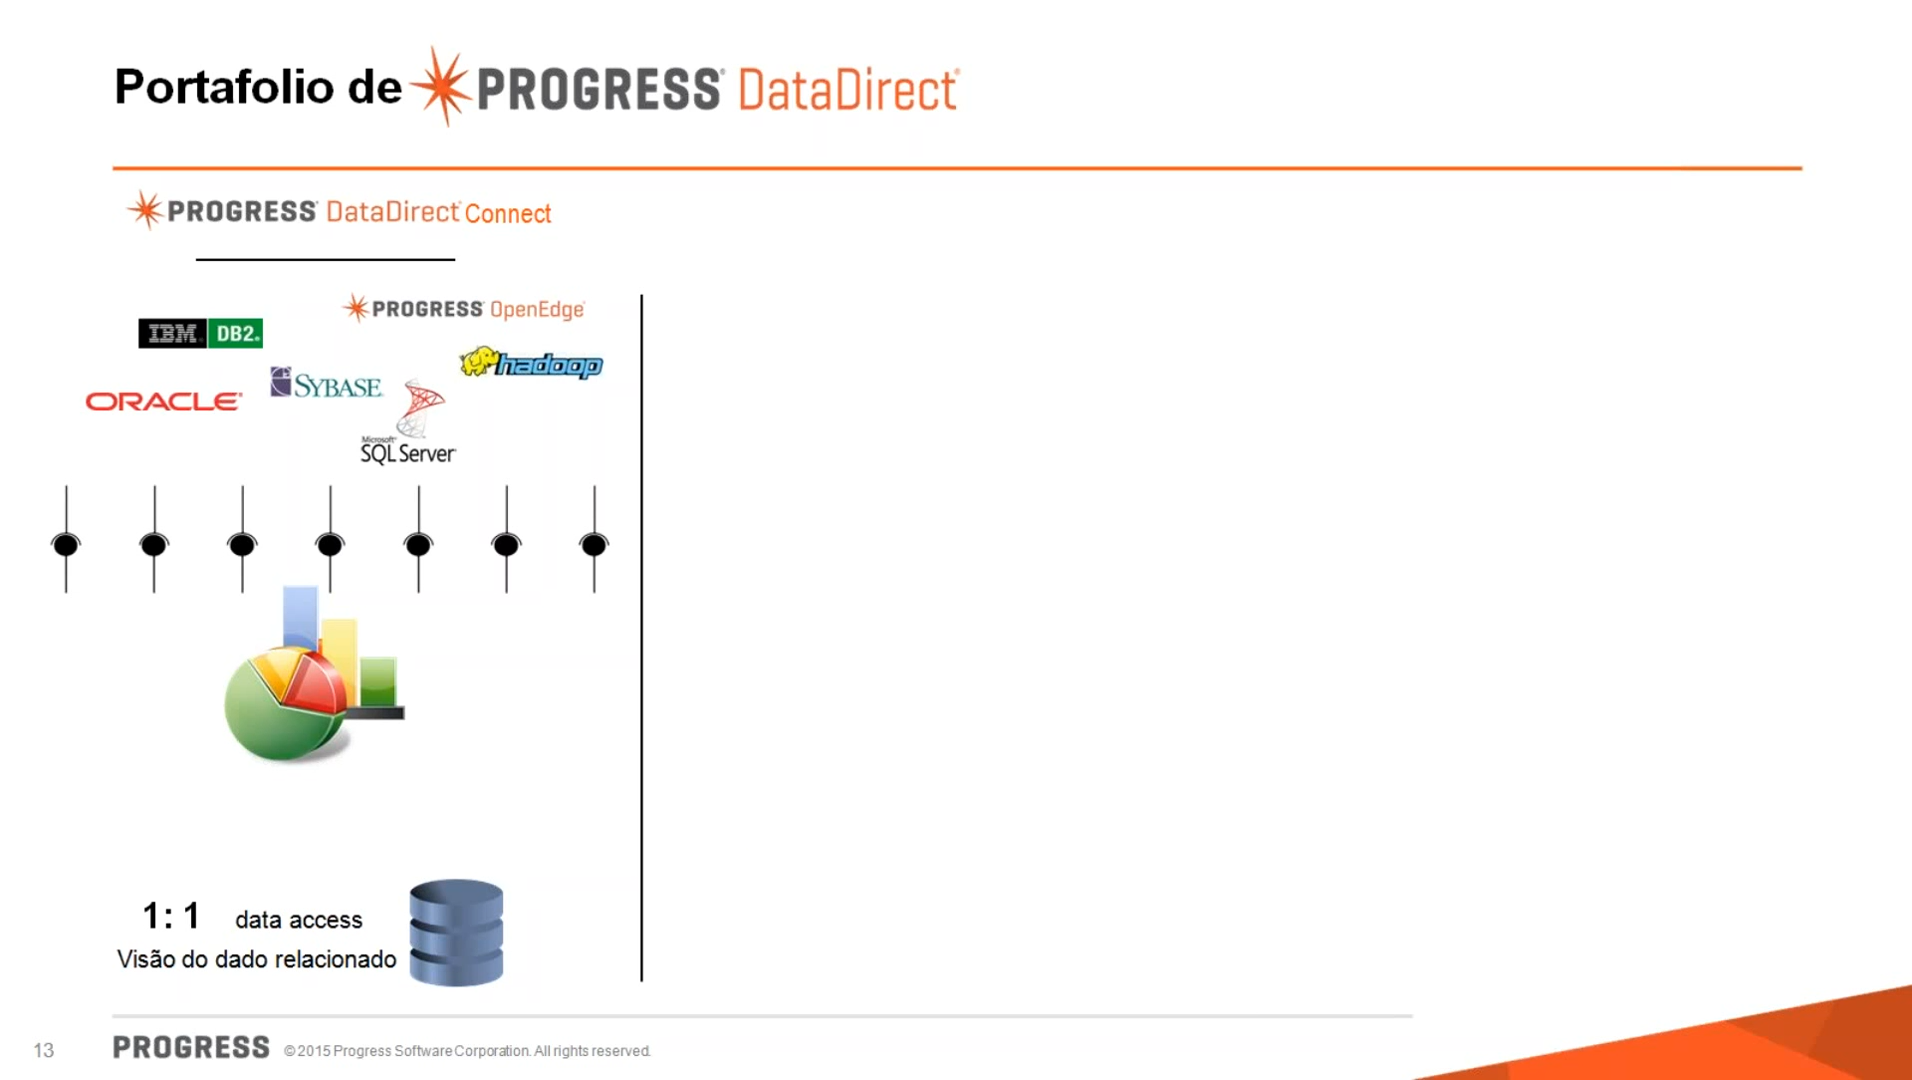 Portafolio de PROGRESS DataDirect
PROGRESS DataDirect Connect
PROGRESS OpenEdge
IBM DB2
hadoop
SYBASE
ORACLE
Microsoft
SQL Server
1: 1 data access
Visão do dado relacionado
13 PROGRESS © 2015 Progress Software Corporation. All rights reserved.